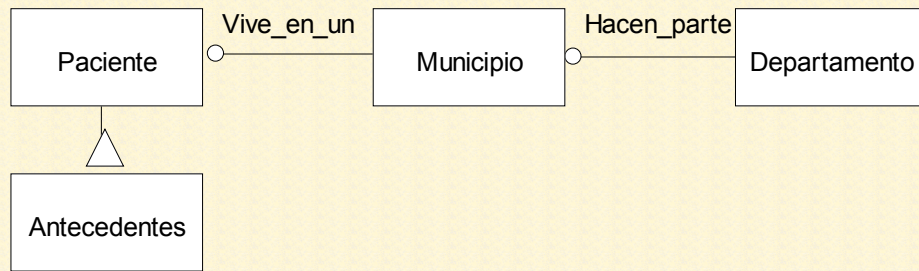 Vive_en_un
Hacen_parte
Paciente
Municipio
Departamento
Antecedentes